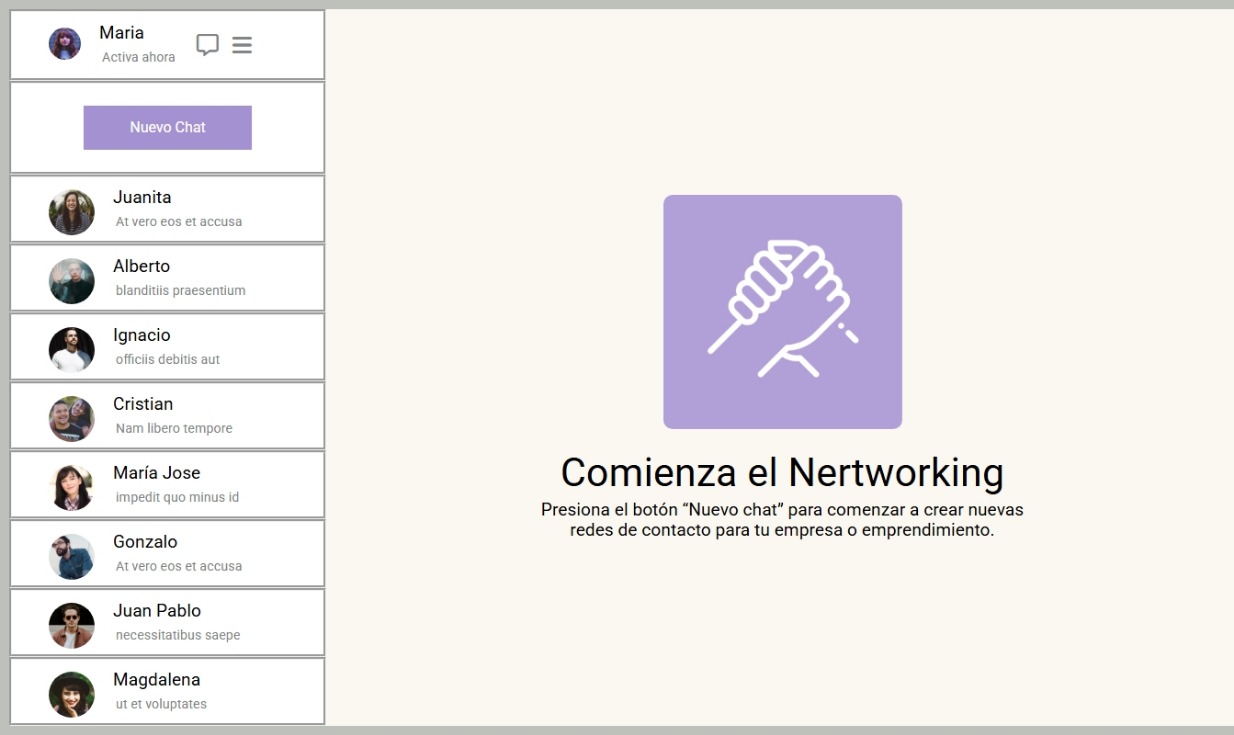 Maria
Activa ahora
Nuevo Chat
Juanita
At vero eos et accusa
Alberto
blanditiis praesentium
Ignacio
officiis debitis aut
Cristian
Nam libero tempore
María Jose
impedit quo minus id
Gonzalo
At vero eos et accusa
Juan Pablo
necessitatibus saepe
Magdalena
ut et voluptates
Comienza el Nertworking
Presiona el botón “Nuevo chat” para comenzar a crear nuevas
redes de contacto para tu empresa o emprendimiento.